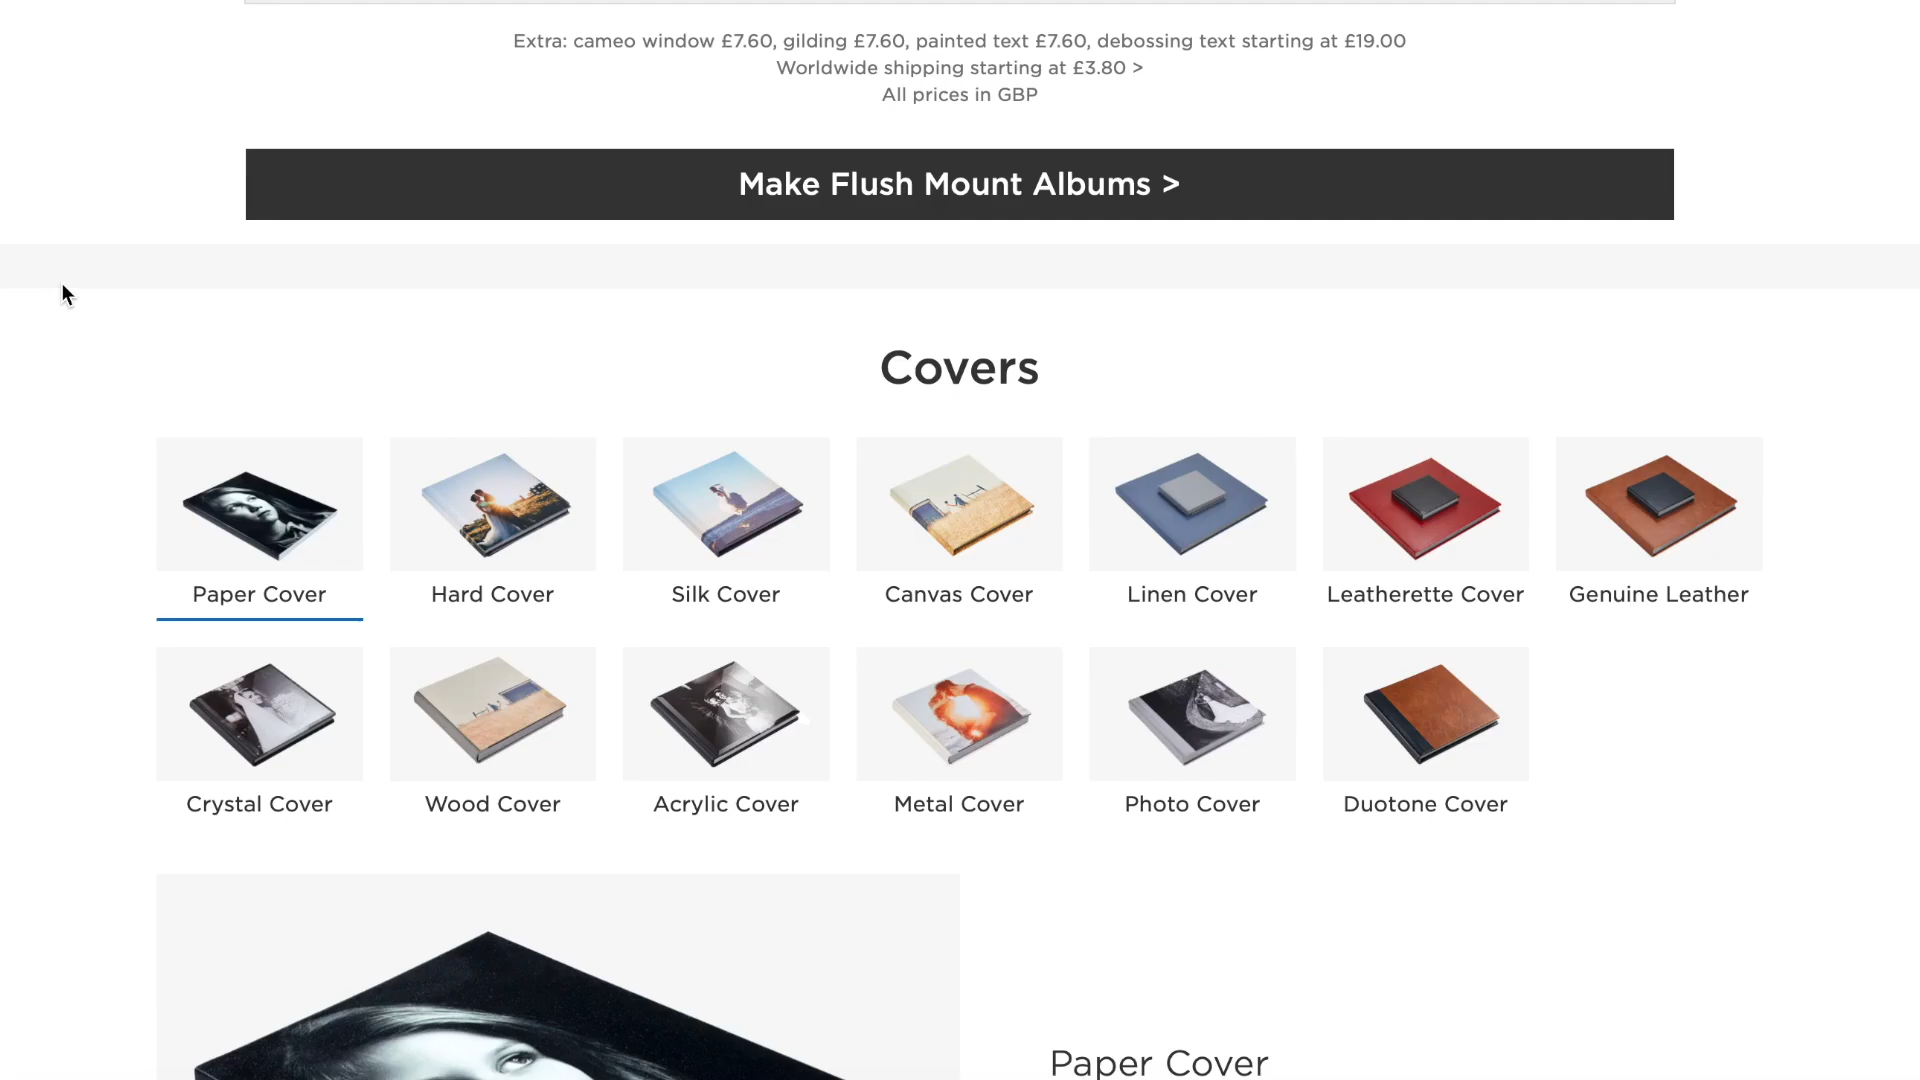 Extra: cameo window £7.60, gilding £7.60, painted text £7.60, debossing text starting at £19.00
Worldwide shipping starting at £3.80 >
All prices in GBP
Make Flush Mount Albums >
Covers
Paper Cover
Hard Cover
Silk Cover
Canvas Cover
Linen Cover
Leatherette Cover
Genuine Leather
Crystal Cover
Wood Cover
Acrylic Cover
Metal Cover
Photo Cover
Duotone Cover
Paper Cover